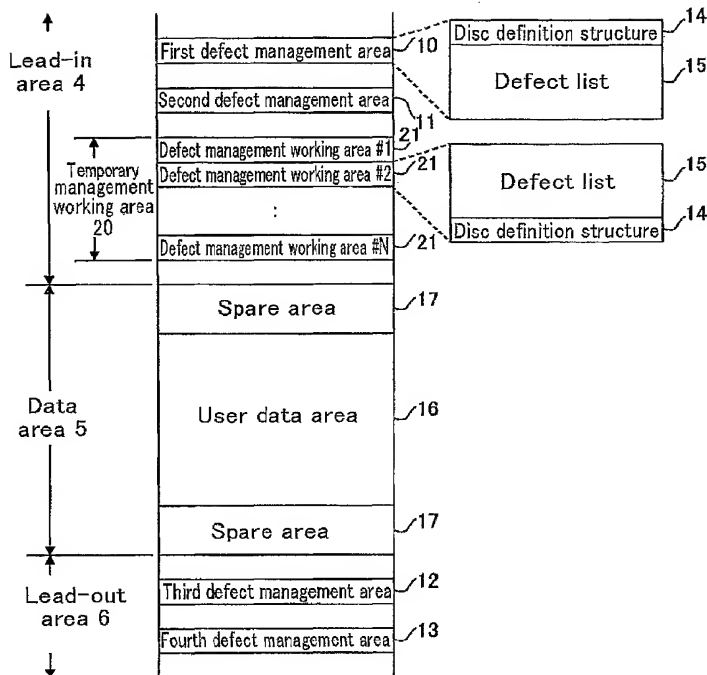 Lead-in
area 4
First defect management area
10
Second defect management area
11
Temporary
management
working area
20
Defect management working area #1
21
Defect management working area #2
21
:
Defect management working area #N
21
Disc definition structure
14
Defect list
15
Defect list
15
Disc definition structure
14
Data
area 5
Spare area
17
User data area
16
Spare area
17
Lead-out
area 6
Third defect management area
12
Fourth defect management area
13